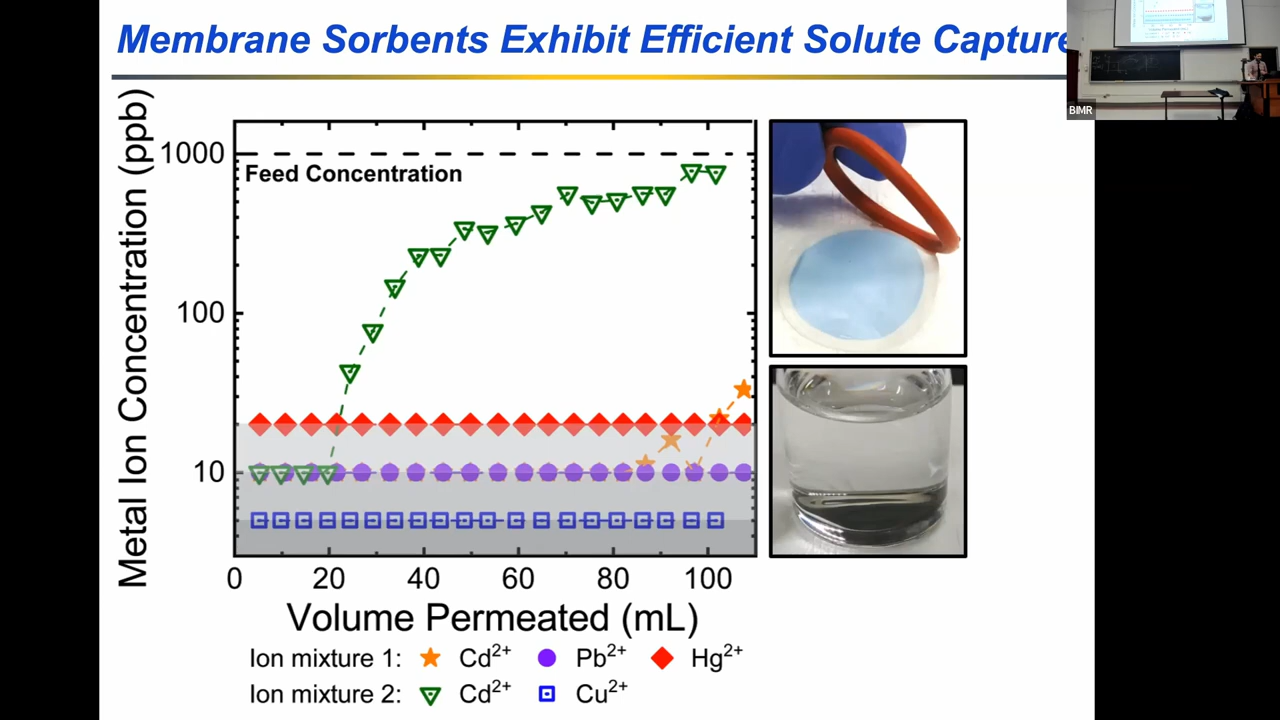 Membrane Sorbents Exhibit Efficient Solute Capture
BIMR
Metal Ion Concentration (ppb)
1000
100
10
Feed Concentration
0 20 40 60 80 100
Volume Permeated (mL)
Ion mixture 1: Cd²⁺ Pb²⁺ Hg²⁺
Ion mixture 2: Cd²⁺ Cu²⁺